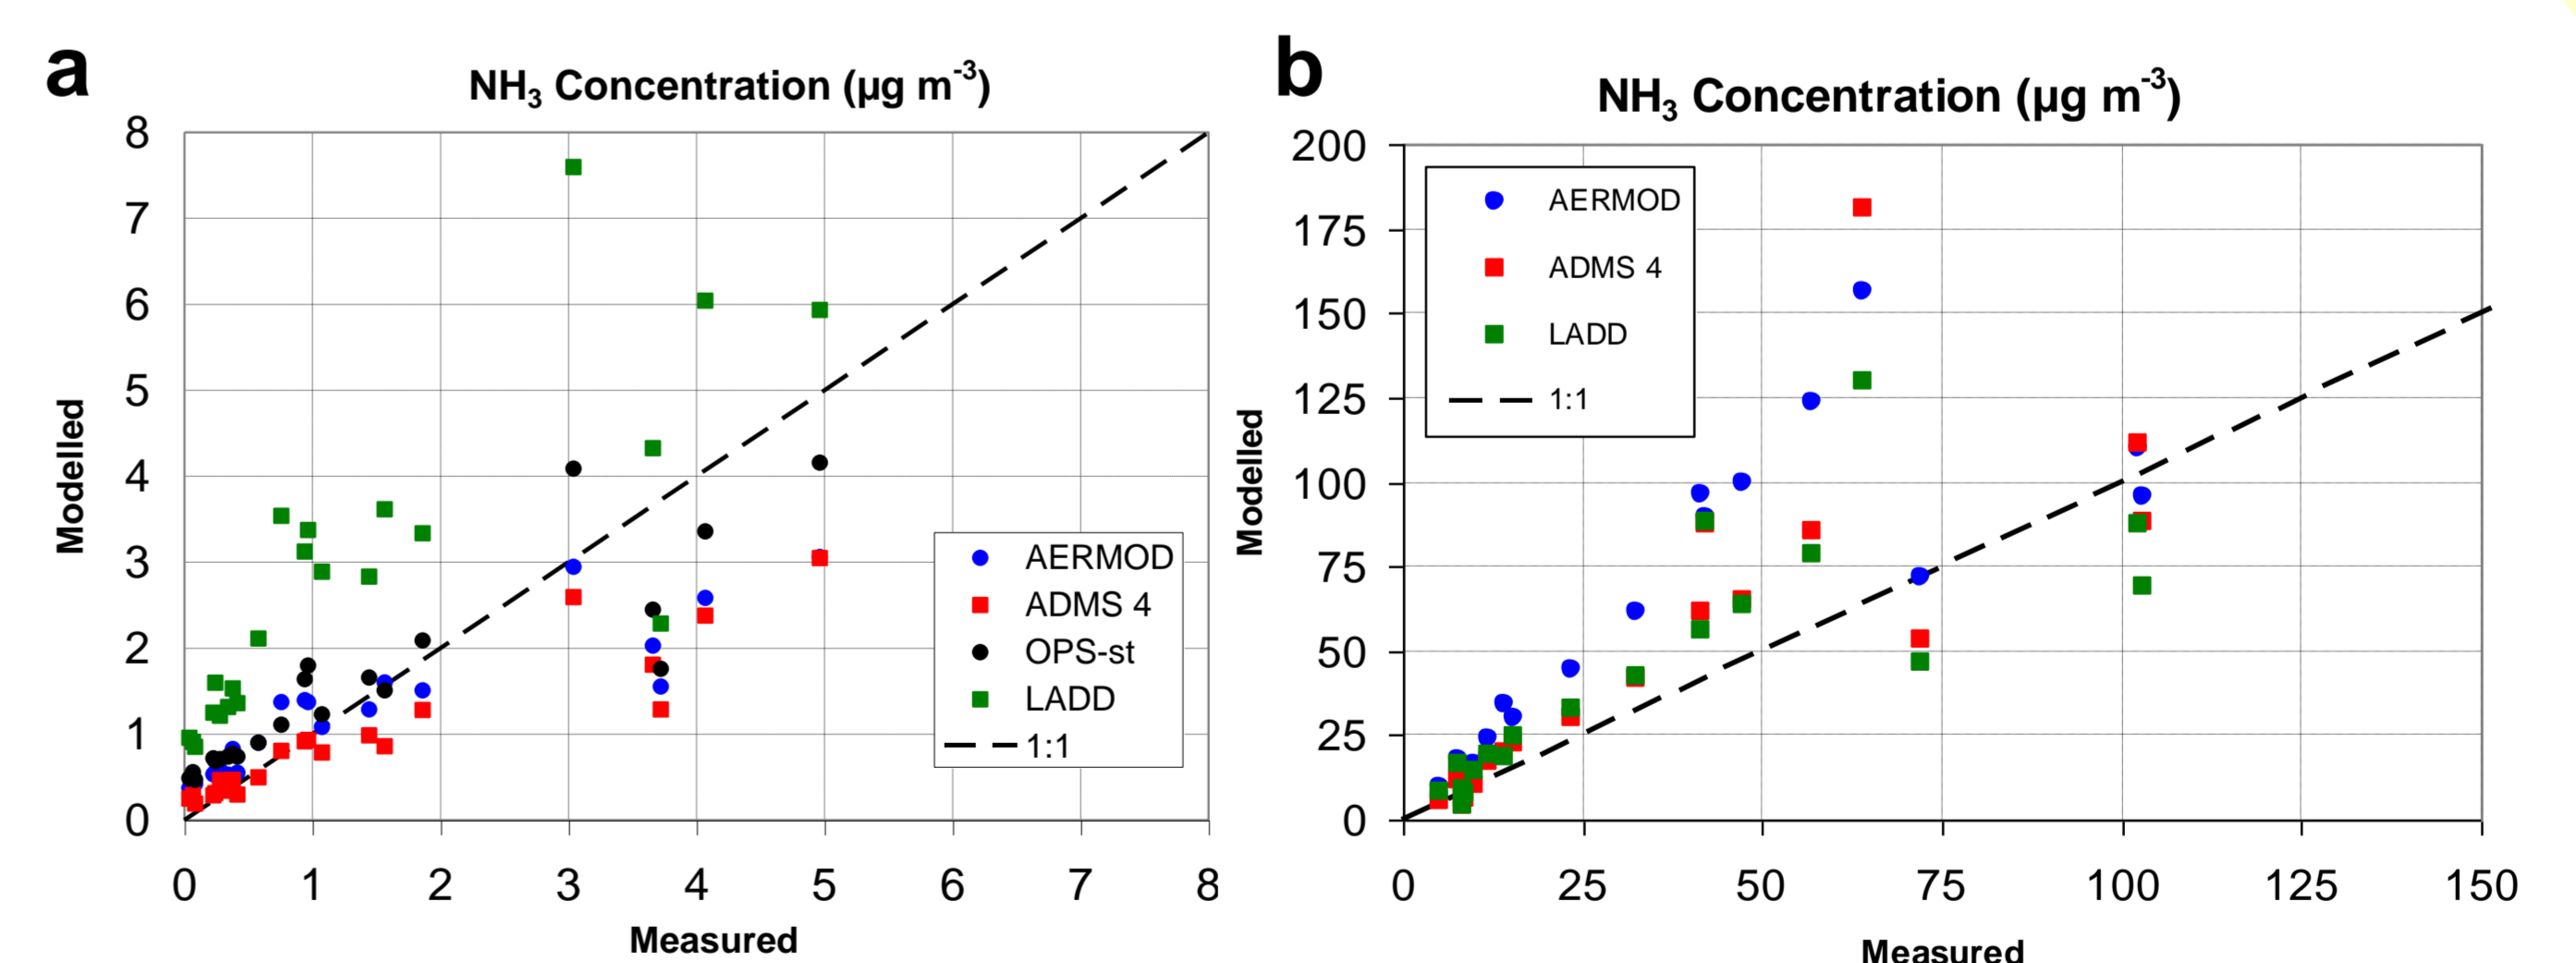 a
NH₃ Concentration (µg m⁻³)
8
7
6
5
4
3
2
1
0
Modelled
AERMOD
ADMS 4
OPS-st
LADD
1:1
0 1 2 3 4 5 6 7 8
Measured
b
NH₃ Concentration (µg m⁻³)
200
175
150
125
100
75
50
25
0
Modelled
AERMOD
ADMS 4
LADD
1:1
0 25 50 75 100 125 150
Measured